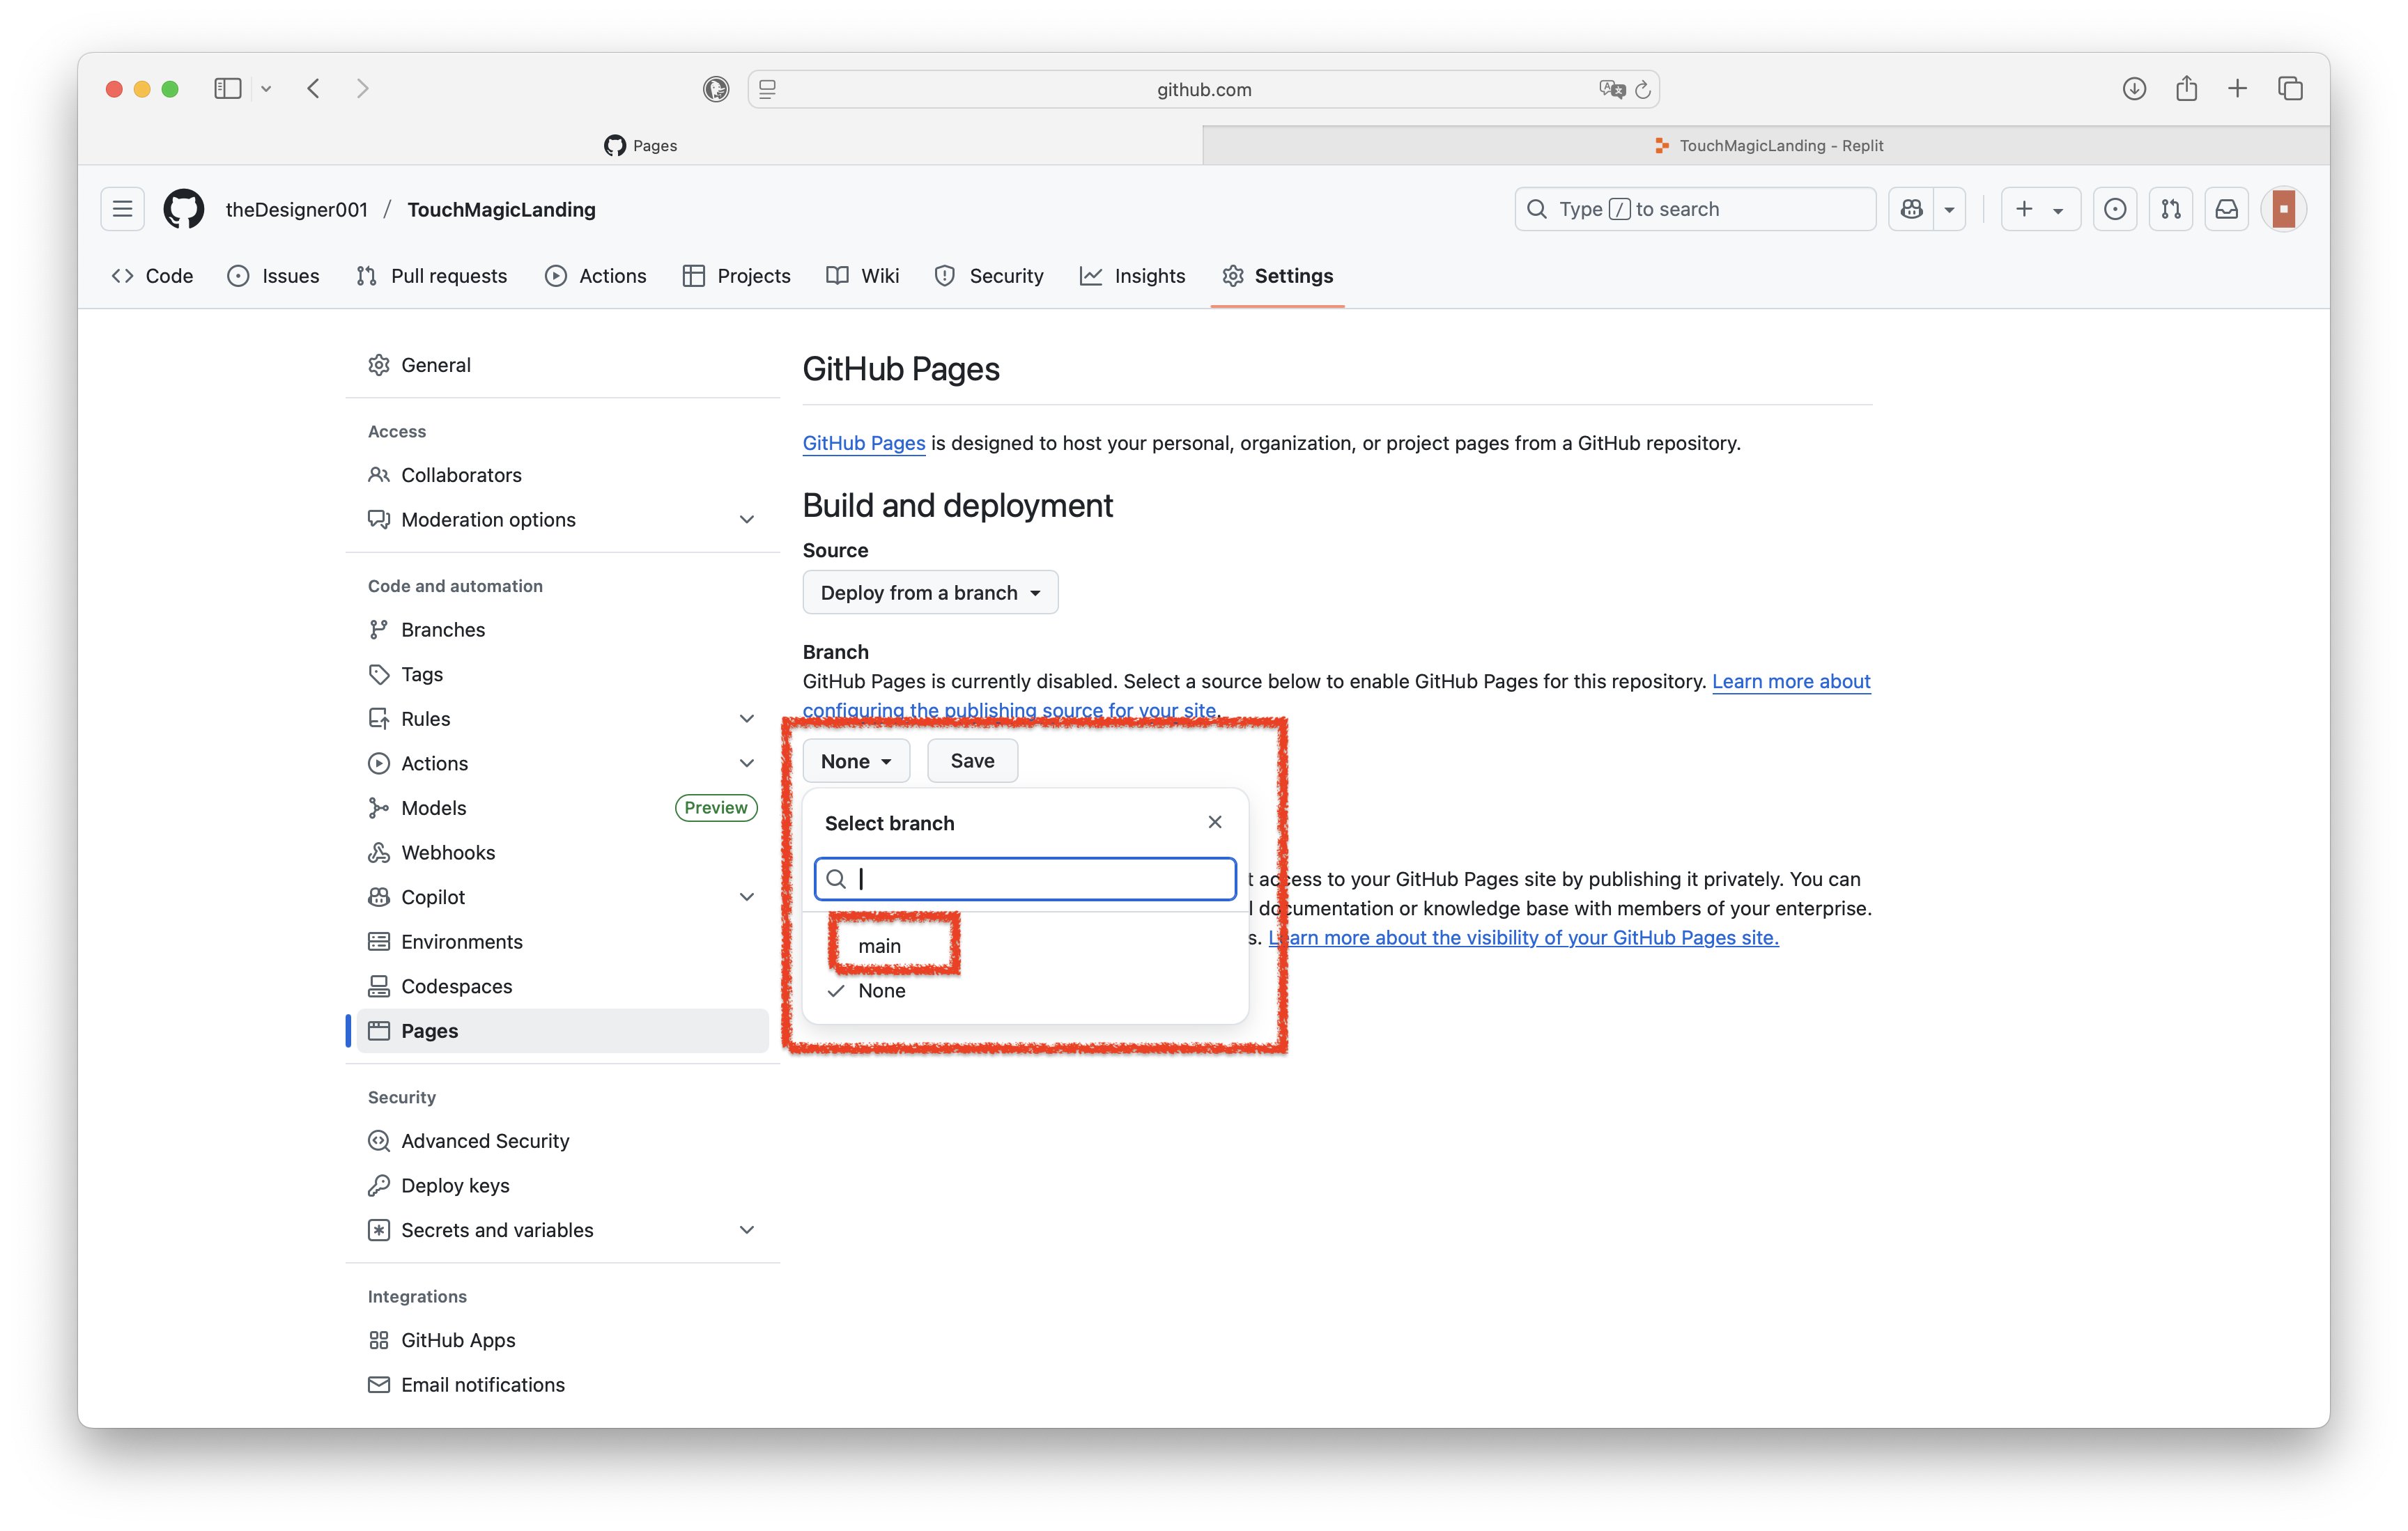 github.com
Pages
TouchMagicLanding - Replit
theDesigner001 / TouchMagicLanding
Type / to search
Code
Issues
Pull requests
Actions
Projects
Wiki
Security
Insights
Settings
General
Access
Collaborators
Moderation options
Code and automation
Branches
Tags
Rules
Actions
Models
Preview
Webhooks
Copilot
Environments
Codespaces
Pages
Security
Advanced Security
Deploy keys
Secrets and variables
Integrations
GitHub Apps
Email notifications
GitHub Pages
GitHub Pages is designed to host your personal, organization, or project pages from a GitHub repository.
Build and deployment
Source
Deploy from a branch
Branch
GitHub Pages is currently disabled. Select a source below to enable GitHub Pages for this repository. Learn more about
configuring the publishing source for your site.
None
Save
Select branch
main
None
access to your GitHub Pages site by publishing it privately. You can
documentation or knowledge base with members of your enterprise.
Learn more about the visibility of your GitHub Pages site.